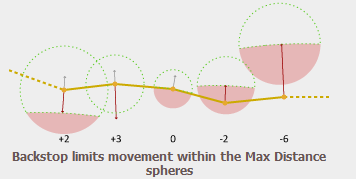 +2 +3 0 -2 -6
Backstop limits movement within the Max Distance
spheres